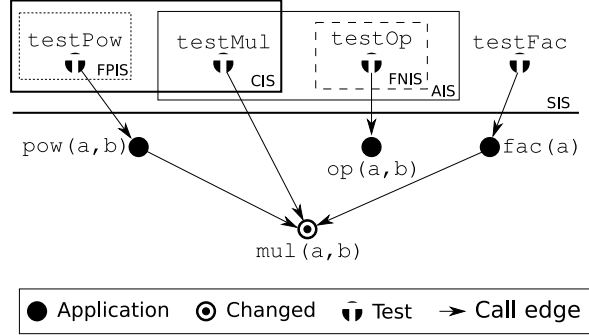 testPow testMul testOp testFac
FPIS CIS FNIS AIS
SIS
pow(a,b) op(a,b) fac(a)
mul(a,b)
Application Changed Test Call edge